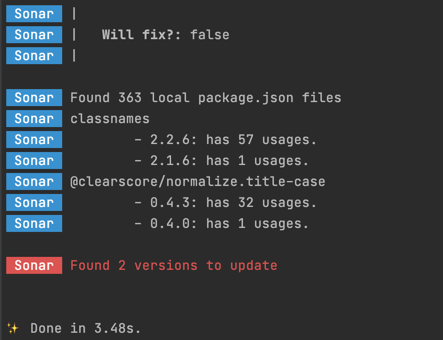 Sonar |
Sonar | Will fix?: false
Sonar |
Sonar Found 363 local package.json files
Sonar classnames
Sonar - 2.2.6: has 57 usages.
Sonar - 2.1.6: has 1 usages.
Sonar @clearscore/normalize.title-case
Sonar - 0.4.3: has 32 usages.
Sonar - 0.4.0: has 1 usages.
Sonar Found 2 versions to update
✨ Done in 3.48s.